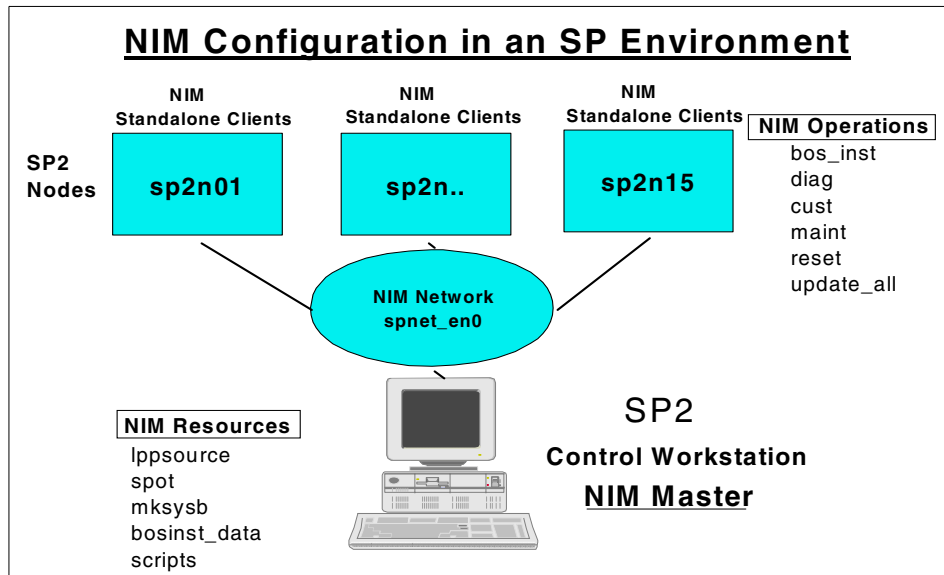 NIM Configuration in an SP Environment
NIM
Standalone Clients
NIM
Standalone Clients
NIM
Standalone Clients
SP2
Nodes
sp2n01
sp2n..
sp2n15
NIM Operations
bos_inst
diag
cust
maint
reset
update_all
NIM Network
spnet_en0
NIM Resources
lppsource
spot
mksysb
bosinst_data
scripts
SP2
Control Workstation
NIM Master